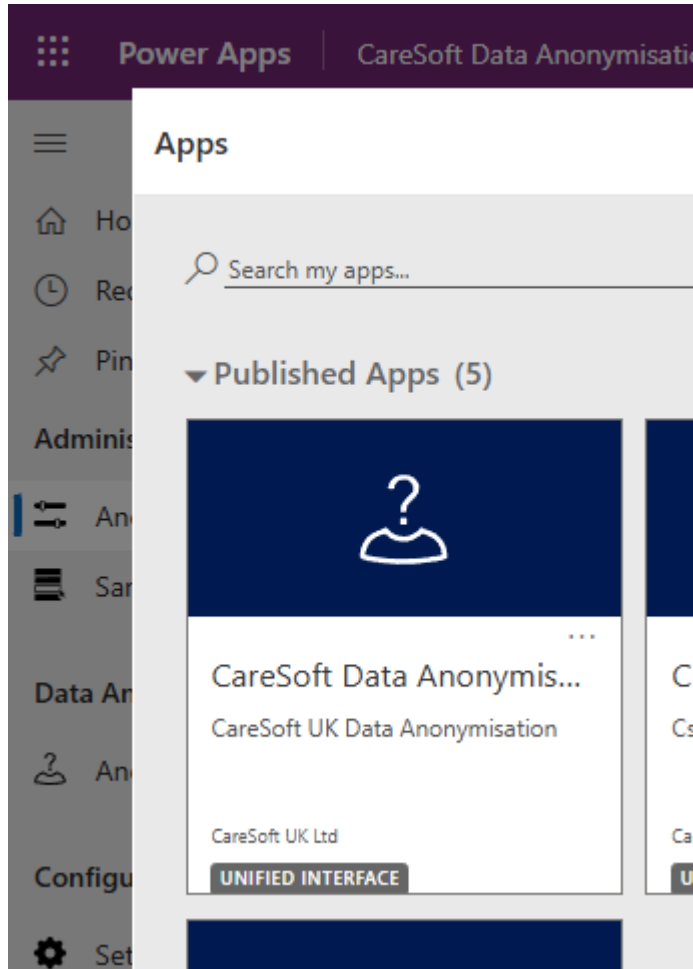 Power Apps
CareSoft Data Anonymisati
Apps
Ho
Rec
Pin
Search my apps...
Published Apps (5)
Adminis
An
Sar
Data An
An
Configu
Set
?
CareSoft Data Anonymis...
CareSoft UK Data Anonymisation
CareSoft UK Ltd
UNIFIED INTERFACE
C
Cs
Ca
U